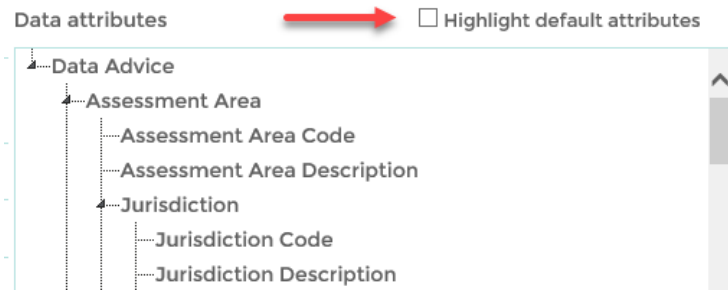 Data attributes Highlight default attributes
Data Advice
Assessment Area
Assessment Area Code
Assessment Area Description
Jurisdiction
Jurisdiction Code
Jurisdiction Description